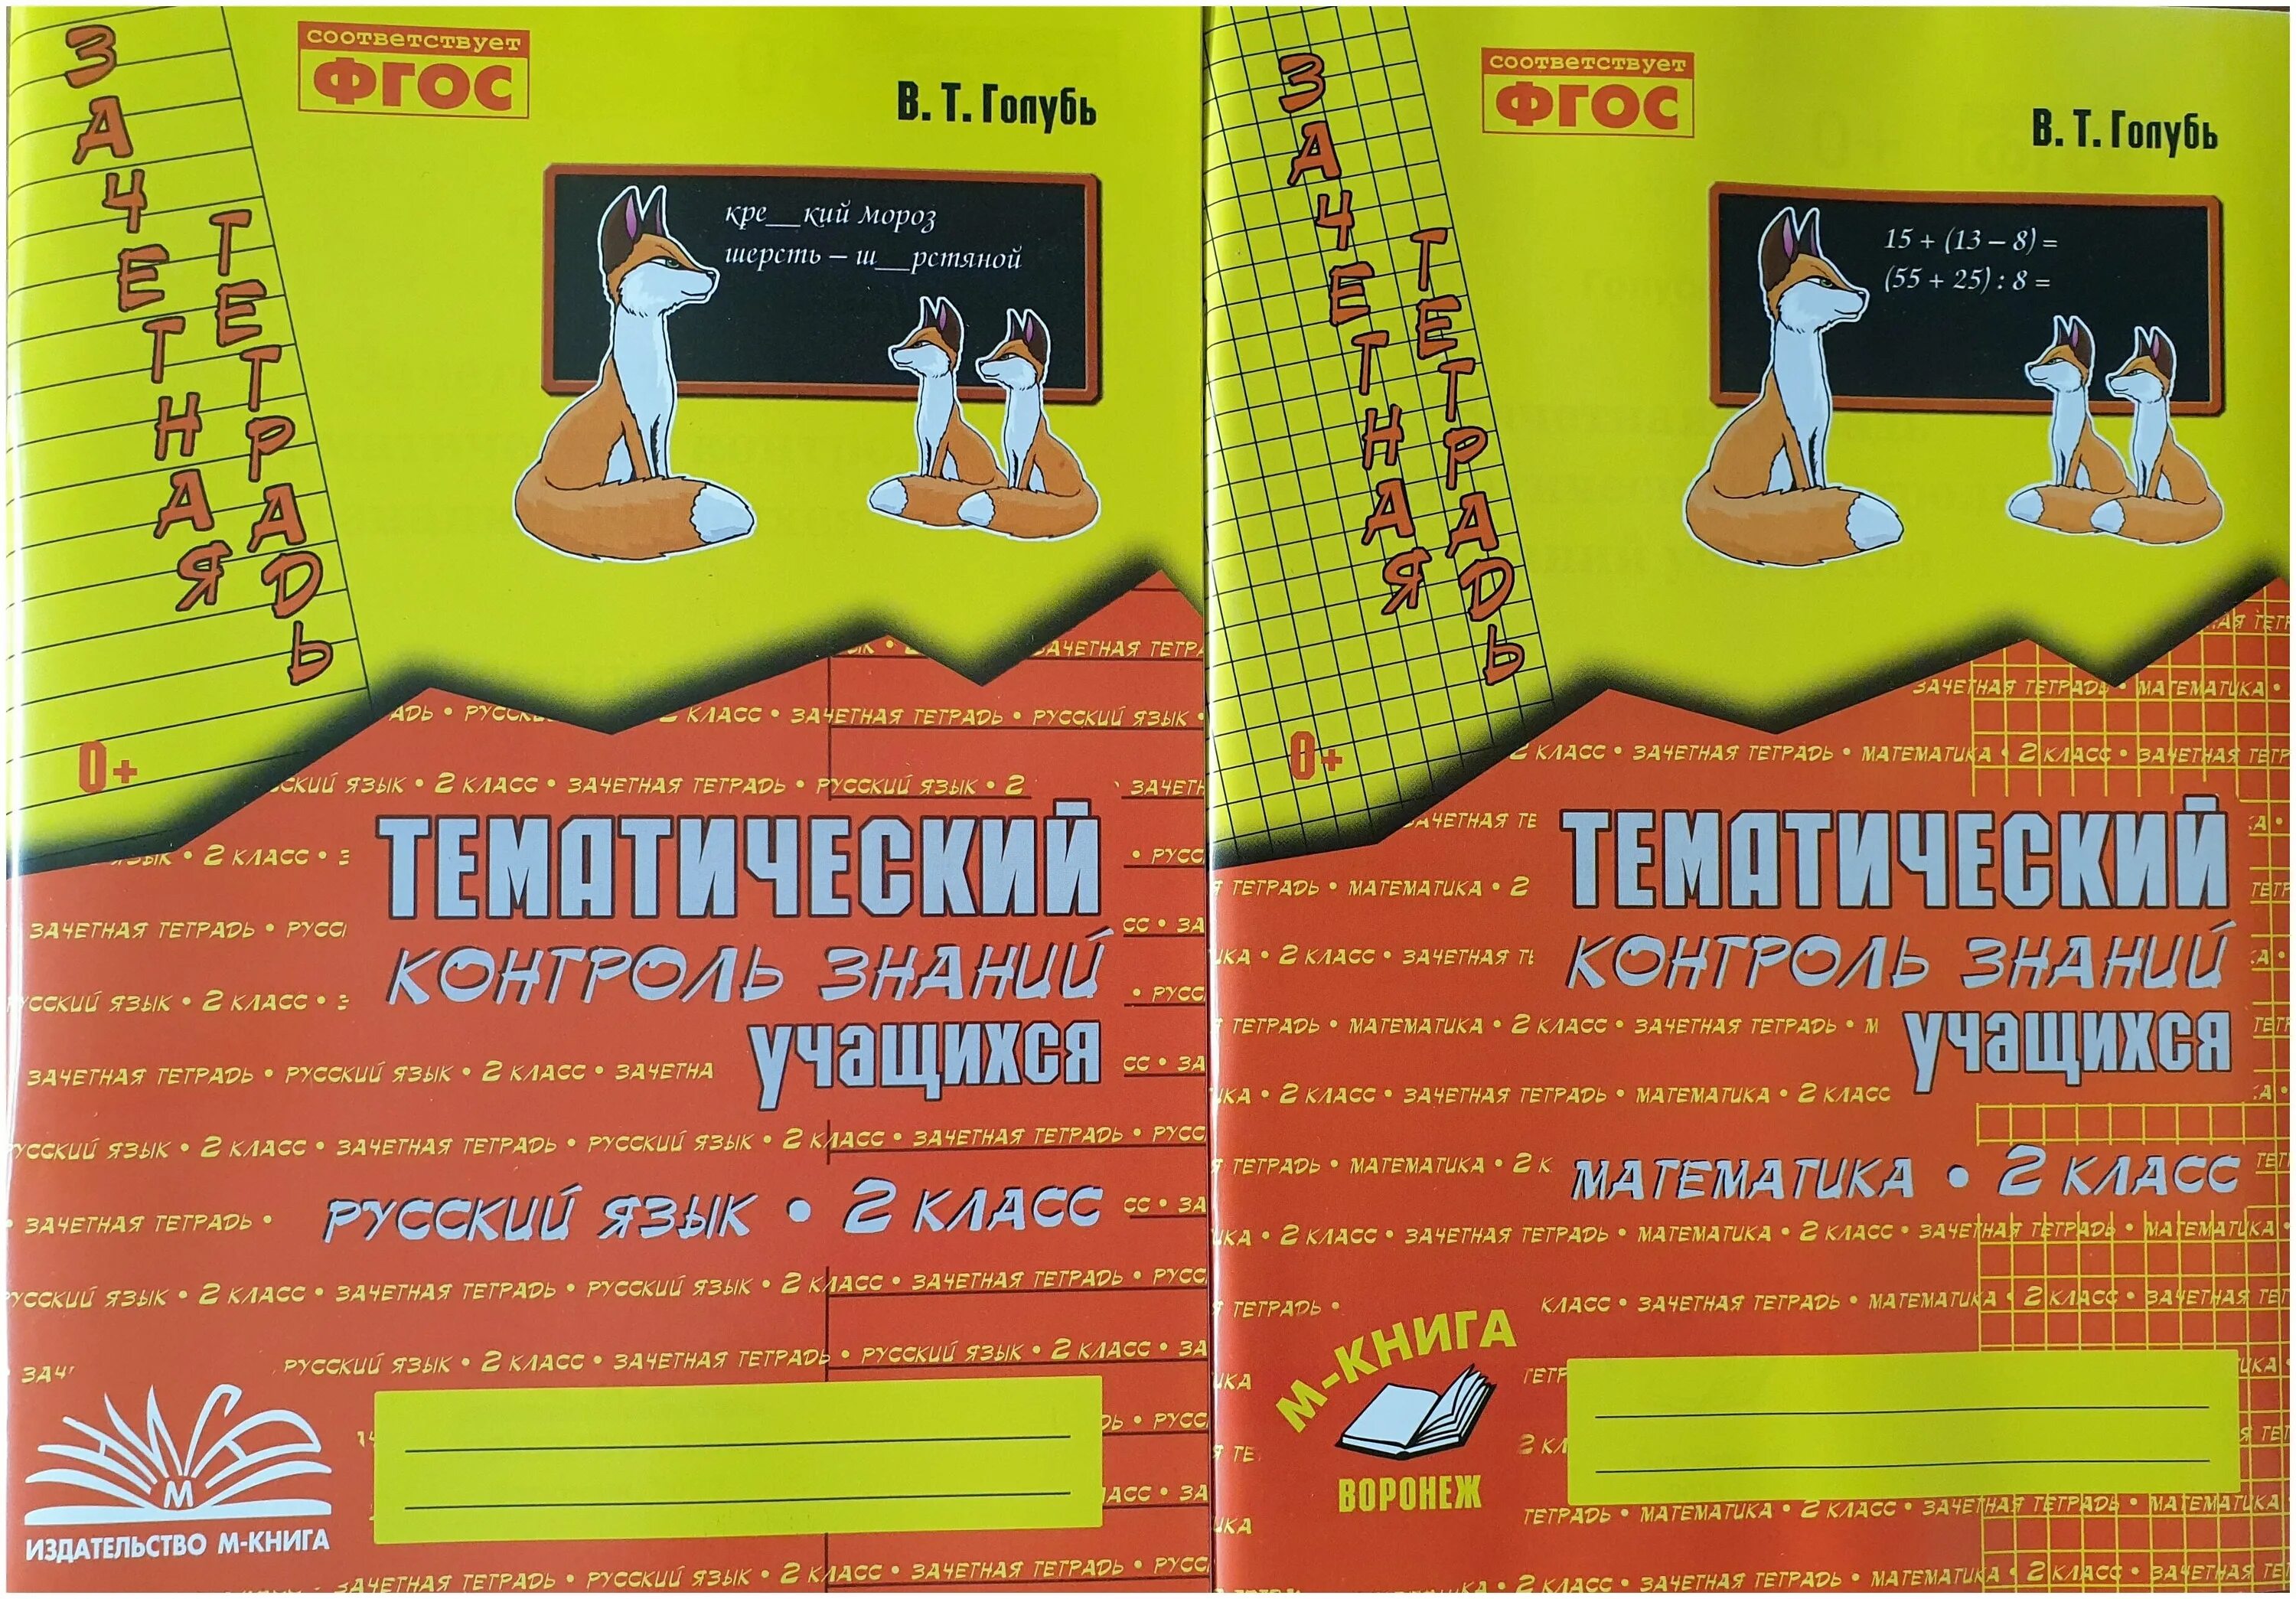 ЗАЧЕТНАЯ
ТЕТРАДЬ
соответствует
ФГОС
В. Т. Голубь
кре__кий мороз
шерсть – ш__рстяной
0+
ТЕМАТИЧЕСКИЙ
КОНТРОЛЬ ЗНАНИЙ
учащихся
РУССКИЙ ЯЗЫК • 2 КЛАСС
М
ИЗДАТЕЛЬСТВО М-КНИГА
ЗАЧЕТНАЯ
ТЕТРАДЬ
соответствует
ФГОС
В. Т. Голубь
15 + (13 – 8) =
(55 + 25) : 8 =
0+
ТЕМАТИЧЕСКИЙ
КОНТРОЛЬ ЗНАНИЙ
учащихся
МАТЕМАТИКА • 2 КЛАСС
М-КНИГА
ВОРОНЕЖ